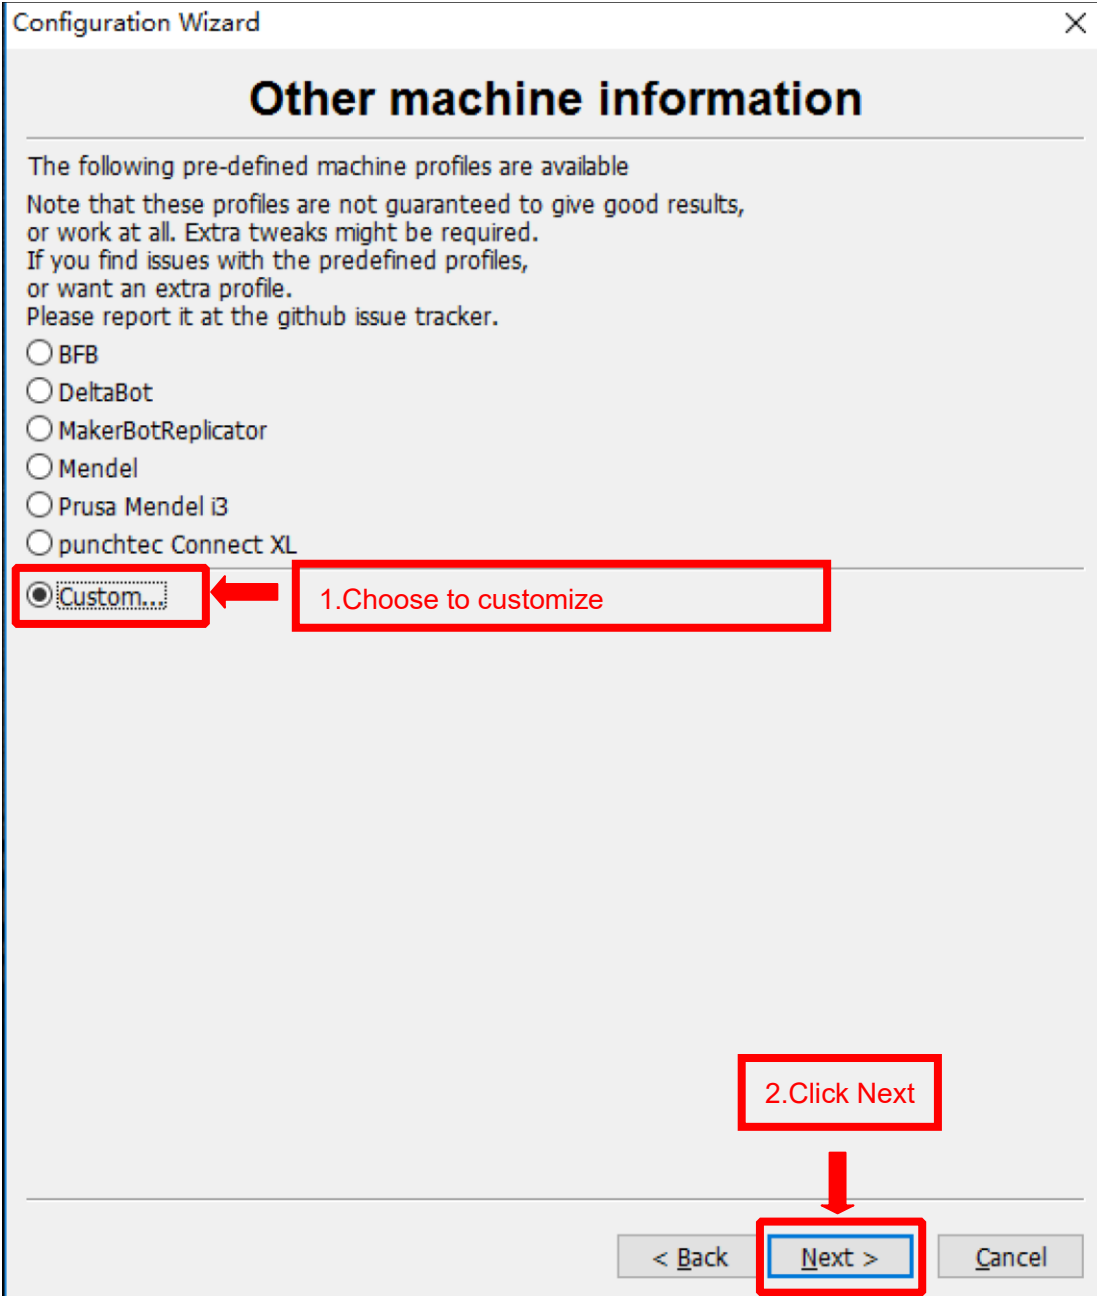 Configuration Wizard
Other machine information
The following pre-defined machine profiles are available
Note that these profiles are not guaranteed to give good results,
or work at all. Extra tweaks might be required.
If you find issues with the predefined profiles,
or want an extra profile.
Please report it at the github issue tracker.
BFB
DeltaBot
MakerBotReplicator
Mendel
Prusa Mendel i3
punchtec Connect XL
Custom...
1.Choose to customize
2.Click Next
< Back
Next >
Cancel